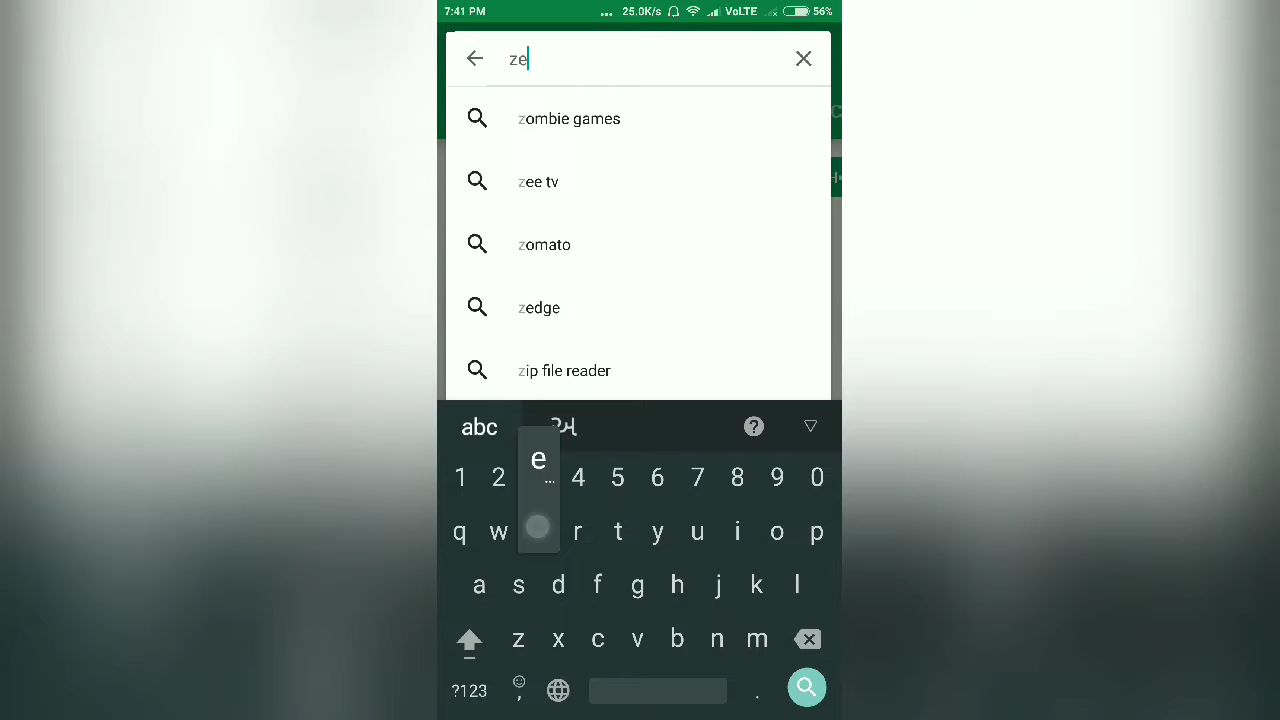 7:41 PM ... 25.0K/s VoLTE 56%
ze
zombie games
zee tv
zomato
zedge
zip file reader
abc ?
e
...
1 2 4 5 6 7 8 9 0
q w r t y u i o p
a s d f g h j k l
z x c v b n m
?123 , .